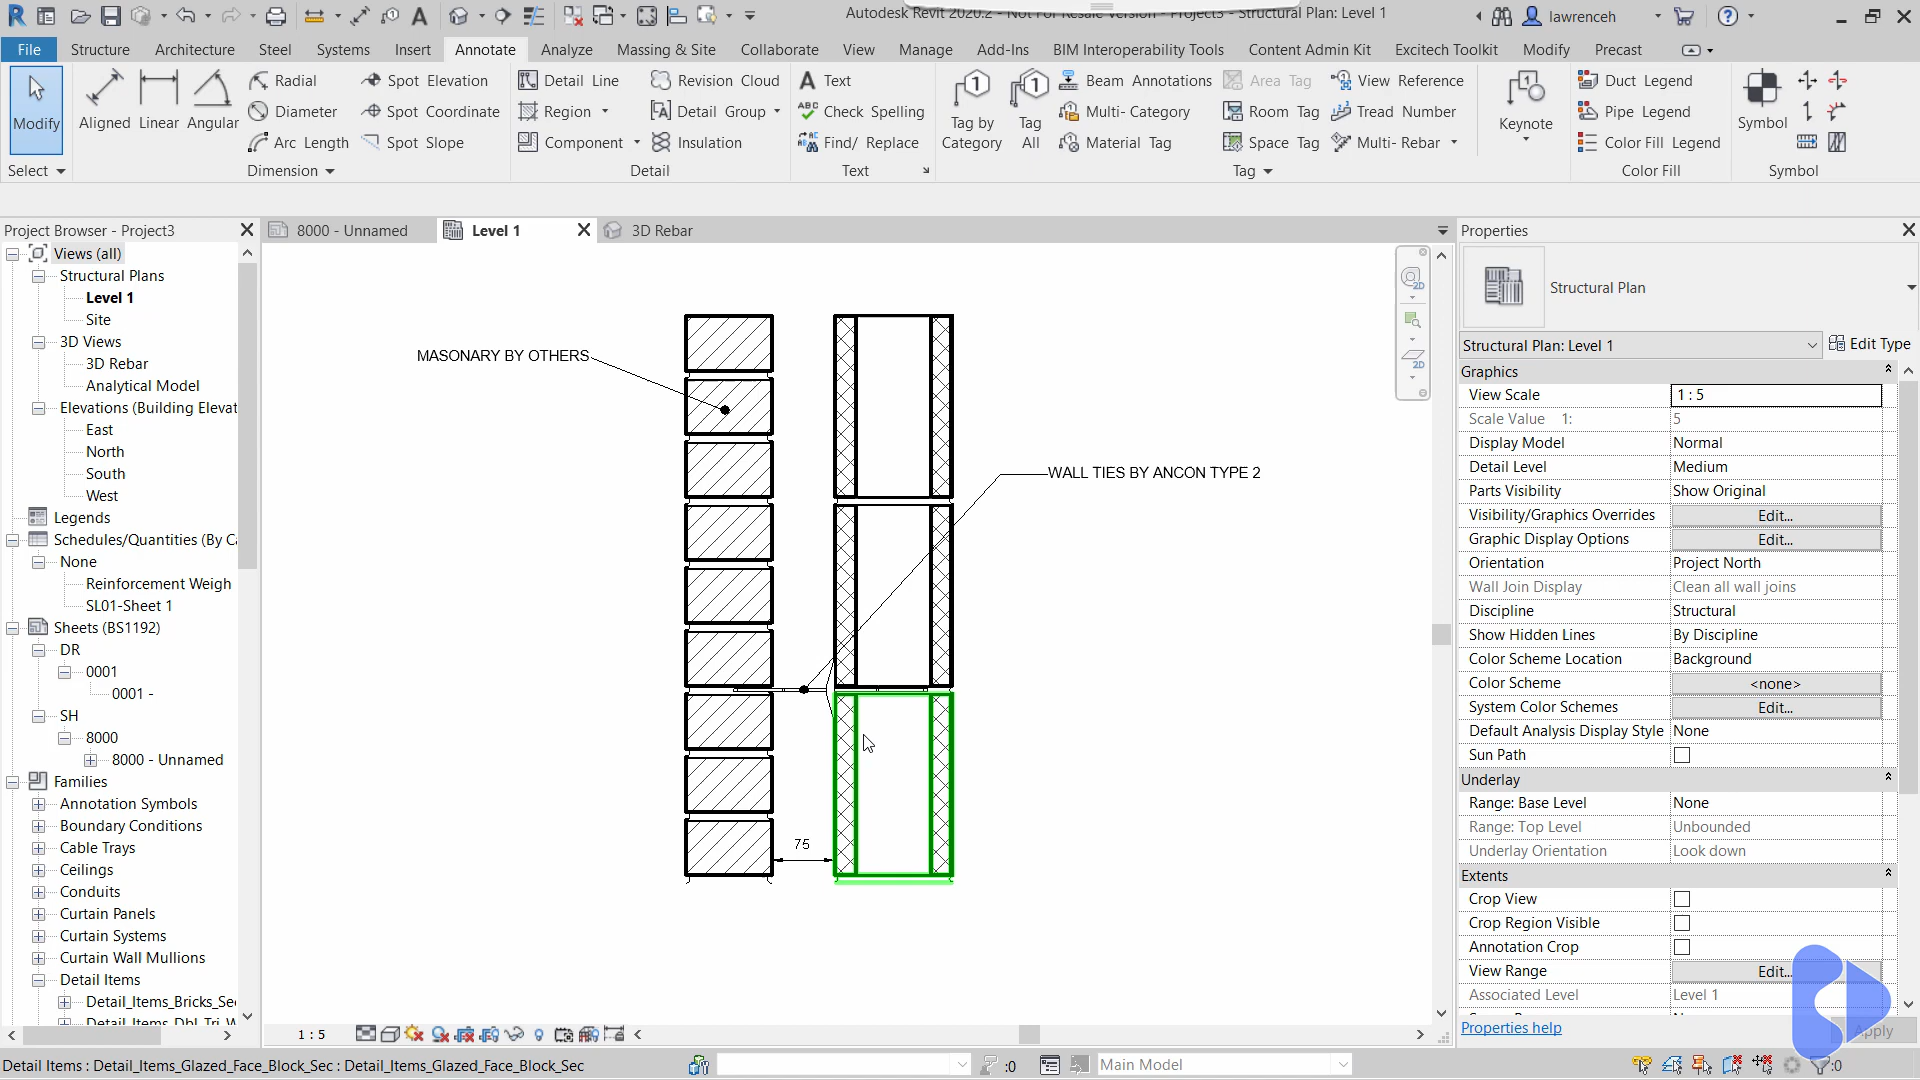 Autodesk Revit 2020.2 - Not For Resale Version - Project3 - Structural Plan: Level 1
lawrenceh
File Structure Architecture Steel Systems Insert Annotate Analyze Massing & Site Collaborate View Manage Add-Ins BIM Interoperability Tools Content Admin Kit Excitech Toolkit Modify Precast
Modify
Select
Aligned Linear Angular
Radial
Diameter
Arc Length
Spot Elevation
Spot Coordinate
Spot Slope
Dimension
Detail Line
Region
Component
Revision Cloud
Detail Group
Insulation
Detail
A Text
ABC Check Spelling
Find/ Replace
Text
Tag by Category
Tag All
Beam Annotations
Multi- Category
Material Tag
Area Tag
Room Tag
Space Tag
View Reference
Tread Number
Multi- Rebar
Tag
Keynote
Duct Legend
Pipe Legend
Color Fill Legend
Color Fill
Symbol
Symbol
Project Browser - Project3
Views (all)
Structural Plans
Level 1
Site
3D Views
3D Rebar
Analytical Model
Elevations (Building Elevat
East
North
South
West
Legends
Schedules/Quantities (By Ca
None
Reinforcement Weigh
SL01-Sheet 1
Sheets (BS1192)
DR
0001
0001 -
SH
8000
8000 - Unnamed
Families
Annotation Symbols
Boundary Conditions
Cable Trays
Ceilings
Conduits
Curtain Panels
Curtain Systems
Curtain Wall Mullions
Detail Items
Detail_Items_Bricks_Sec
Detail_Items_Dbl_Tri_W
8000 - Unnamed
Level 1
3D Rebar
MASONARY BY OTHERS
WALL TIES BY ANCON TYPE 2
75
1 : 5
Properties
Structural Plan
Structural Plan: Level 1
Edit Type
Graphics
View Scale 1 : 5
Scale Value 1: 5
Display Model Normal
Detail Level Medium
Parts Visibility Show Original
Visibility/Graphics Overrides Edit...
Graphic Display Options Edit...
Orientation Project North
Wall Join Display Clean all wall joins
Discipline Structural
Show Hidden Lines By Discipline
Color Scheme Location Background
Color Scheme <none>
System Color Schemes Edit...
Default Analysis Display Style None
Sun Path
Underlay
Range: Base Level None
Range: Top Level Unbounded
Underlay Orientation Look down
Extents
Crop View
Crop Region Visible
Annotation Crop
View Range Edit...
Associated Level Level 1
Properties help
Apply
Detail Items : Detail_Items_Glazed_Face_Block_Sec : Detail_Items_Glazed_Face_Block_Sec
:0
Main Model
:0